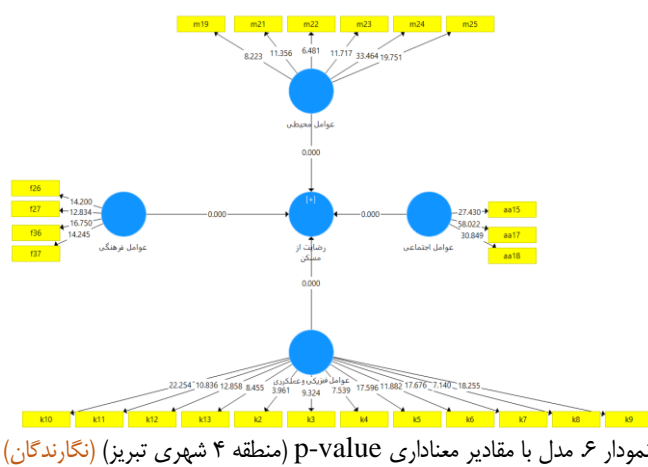 m19 m21 m22 m23 m24 m25
8.223 11.356 6.481 11.717 33.464 19.751
عوامل محیطی
0.000
f26
f27
f36
f37
14.200
12.834
16.750
14.245
عوامل فرهنگی
0.000
[+]
رضایت از
مسکن
0.000
عوامل اجتماعی
27.430
58.022
30.849
aa15
aa17
aa18
0.000
عوامل فیزیکی و عملکردی
22.254 10.836 12.858 8.455 3.961 9.324 7.539 17.596 11.882 17.676 7.140 18.255
k10 k11 k12 k13 k2 k3 k4 k5 k6 k7 k8 k9
نمودار ۶. مدل با مقادیر معناداری p-value (منطقه ۴ شهری تبریز) (نگارندگان)